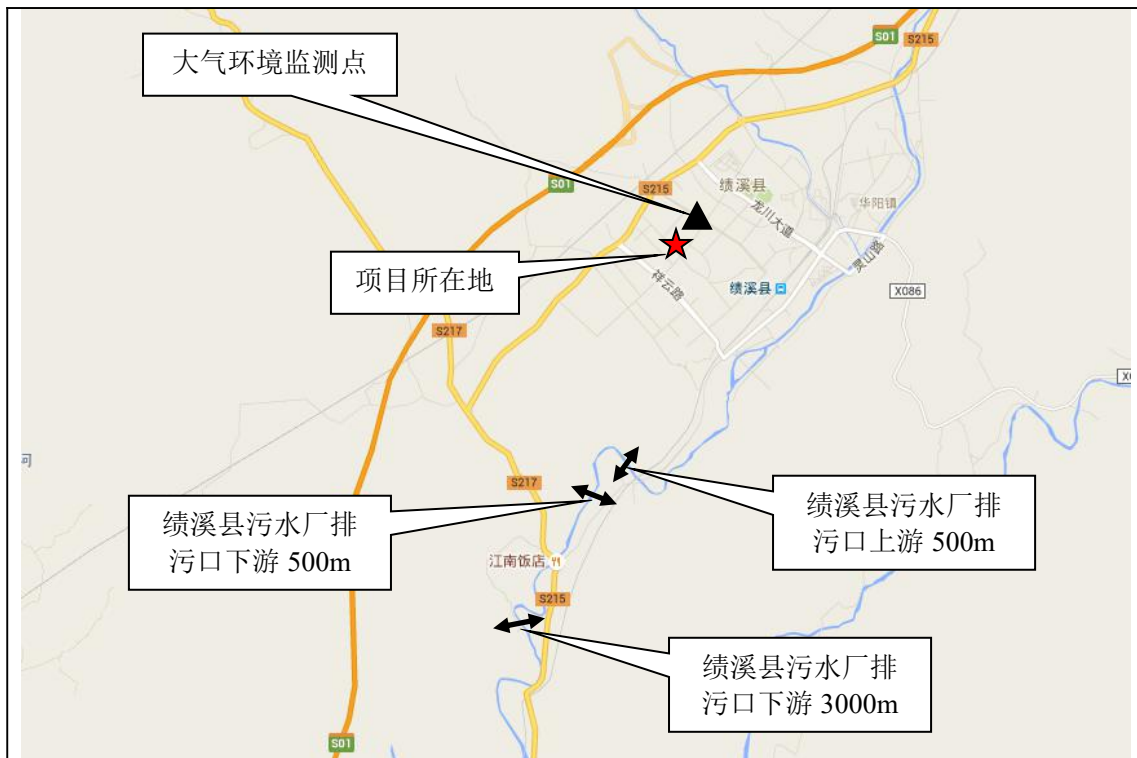 S01
S215
大气环境监测点
S01
S215
绩溪县
龙川大道
华阳镇
灵山路
项目所在地
祥云路
绩溪县
X086
S217
S217
绩溪县污水厂排
污口下游 500m
绩溪县污水厂排
污口上游 500m
江南饭店
S215
绩溪县污水厂排
污口下游 3000m
S01
河